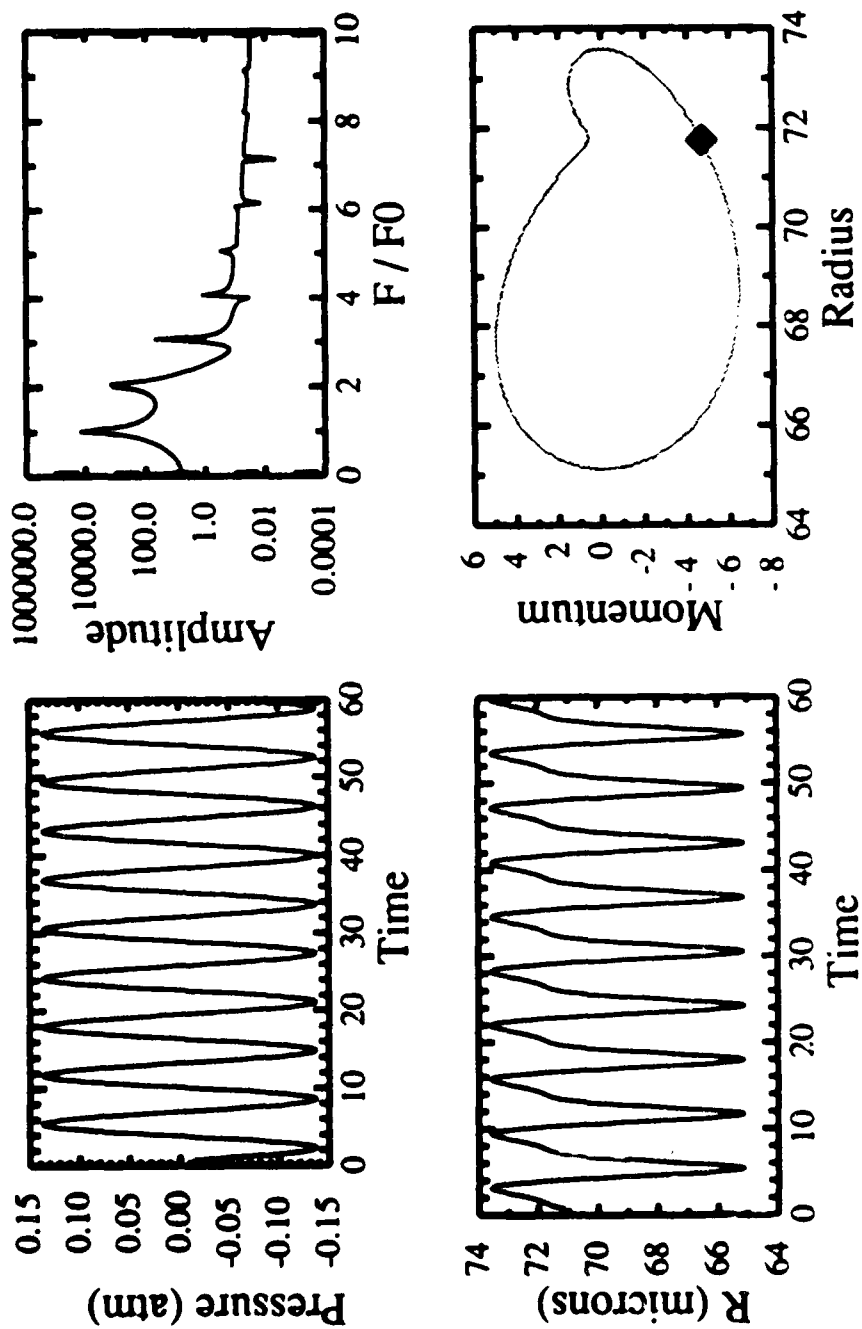 Pressure (atm)
0.15
0.10
0.05
0.00
-0.05
-0.10
-0.15
0 10 20 30 40 50 60
Time
Amplitude
1000000.0
10000.0
100.0
1.0
0.01
0.0001
0 2 4 6 8 10
F / F0
R (microns)
74
72
70
68
66
64
0 10 20 30 40 50 60
Time
Momentum
6
4
2
0
-2
-4
-6
-8
64 66 68 70 72 74
Radius